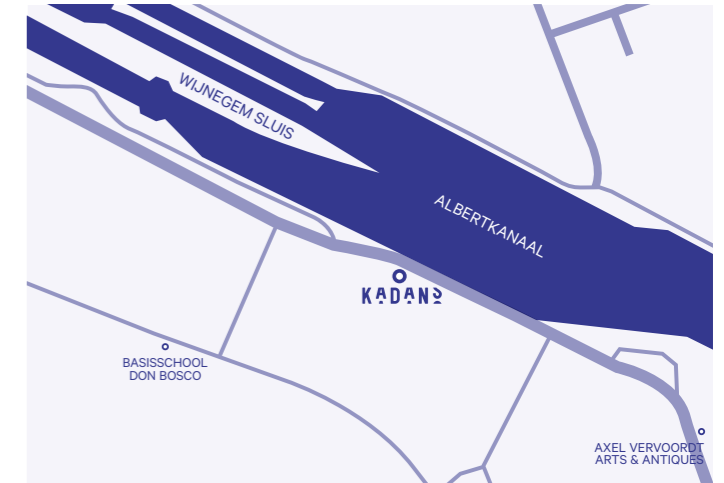 WIJNEGEM SLUIS
ALBERTKANAAL
KADANS
BASISSCHOOL
DON BOSCO
AXEL VERVOORDT
ARTS & ANTIQUES